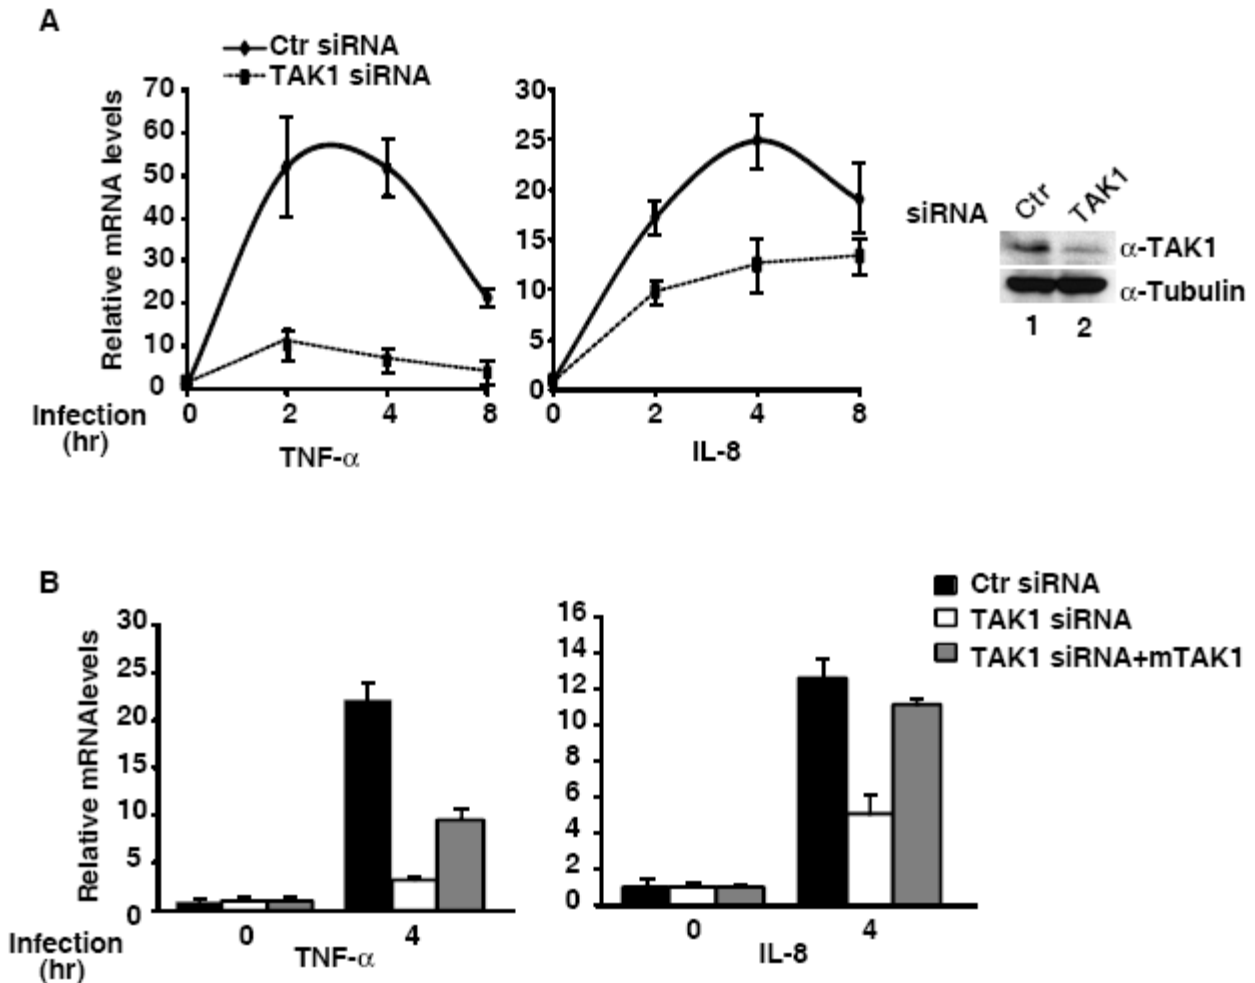 A
Ctr siRNA
TAK1 siRNA
Relative mRNA levels
70
60
50
40
30
20
10
0
0 2 4 8
Infection
(hr)
TNF-α
30
25
20
15
10
5
0
0 2 4 8
IL-8
siRNA Ctr TAK1
α-TAK1
α-Tubulin
1 2
B
Ctr siRNA
TAK1 siRNA
TAK1 siRNA+mTAK1
Relative mRNAlevels
30
25
20
15
10
5
0
0 4
Infection
(hr)
TNF-α
16
14
12
10
8
6
4
2
0
0 4
IL-8